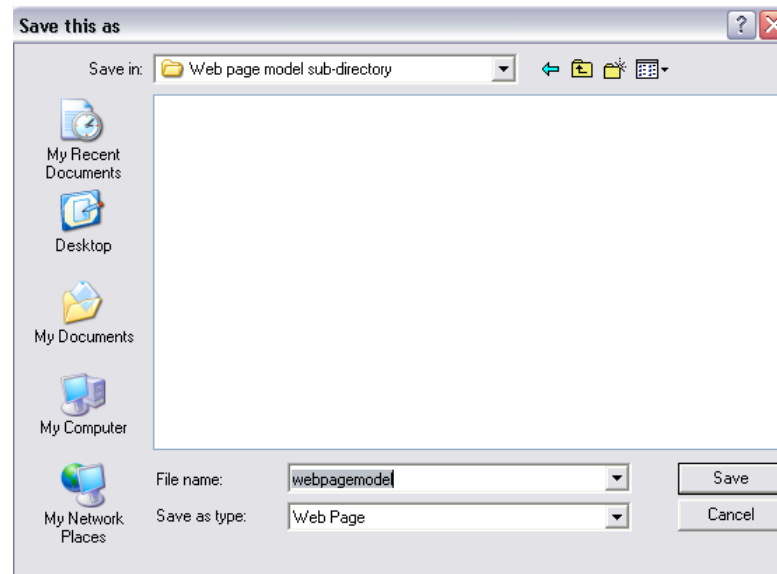 Save this as
Save in:
Web page model sub-directory
My Recent
Documents
Desktop
My Documents
My Computer
My Network
Places
File name:
webpagemodel
Save
Save as type:
Web Page
Cancel